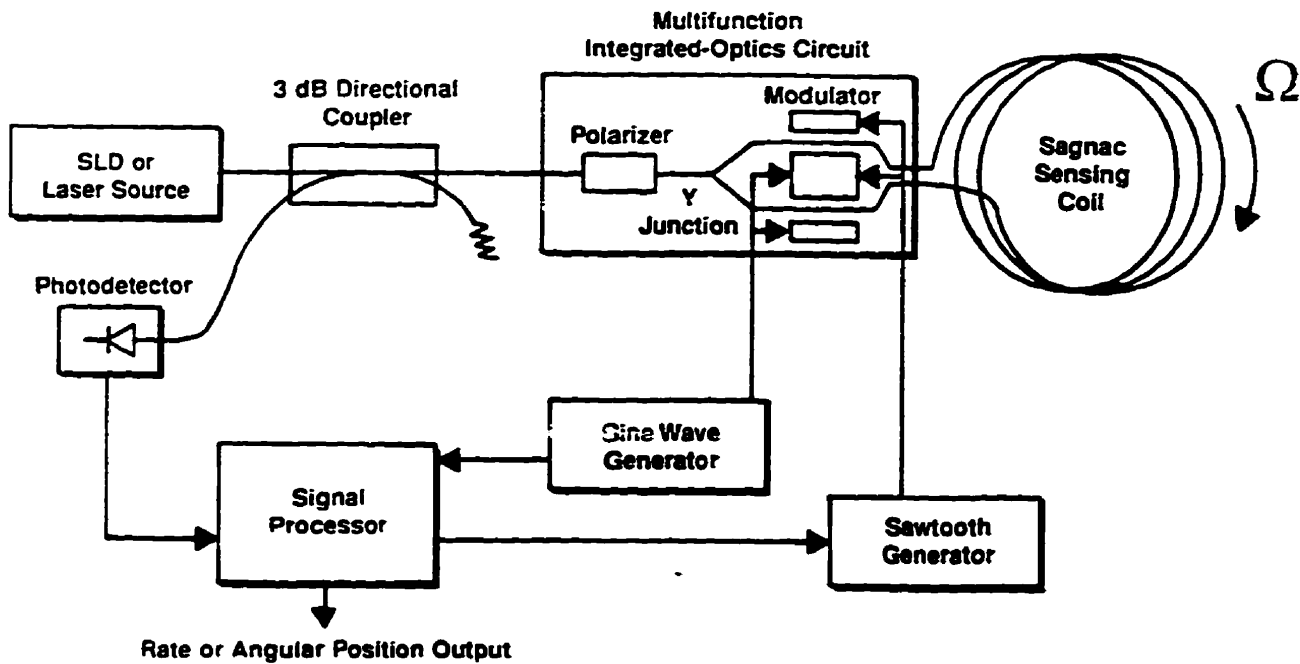 Multifunction
Integrated-Optics Circuit
3 dB Directional
Coupler
Modulator
Polarizer
Ω
SLD or
Laser Source
Sagnac
Sensing
Coil
Y
Junction
Photodetector
Sine Wave
Generator
Signal
Processor
Sawtooth
Generator
Rate or Angular Position Output